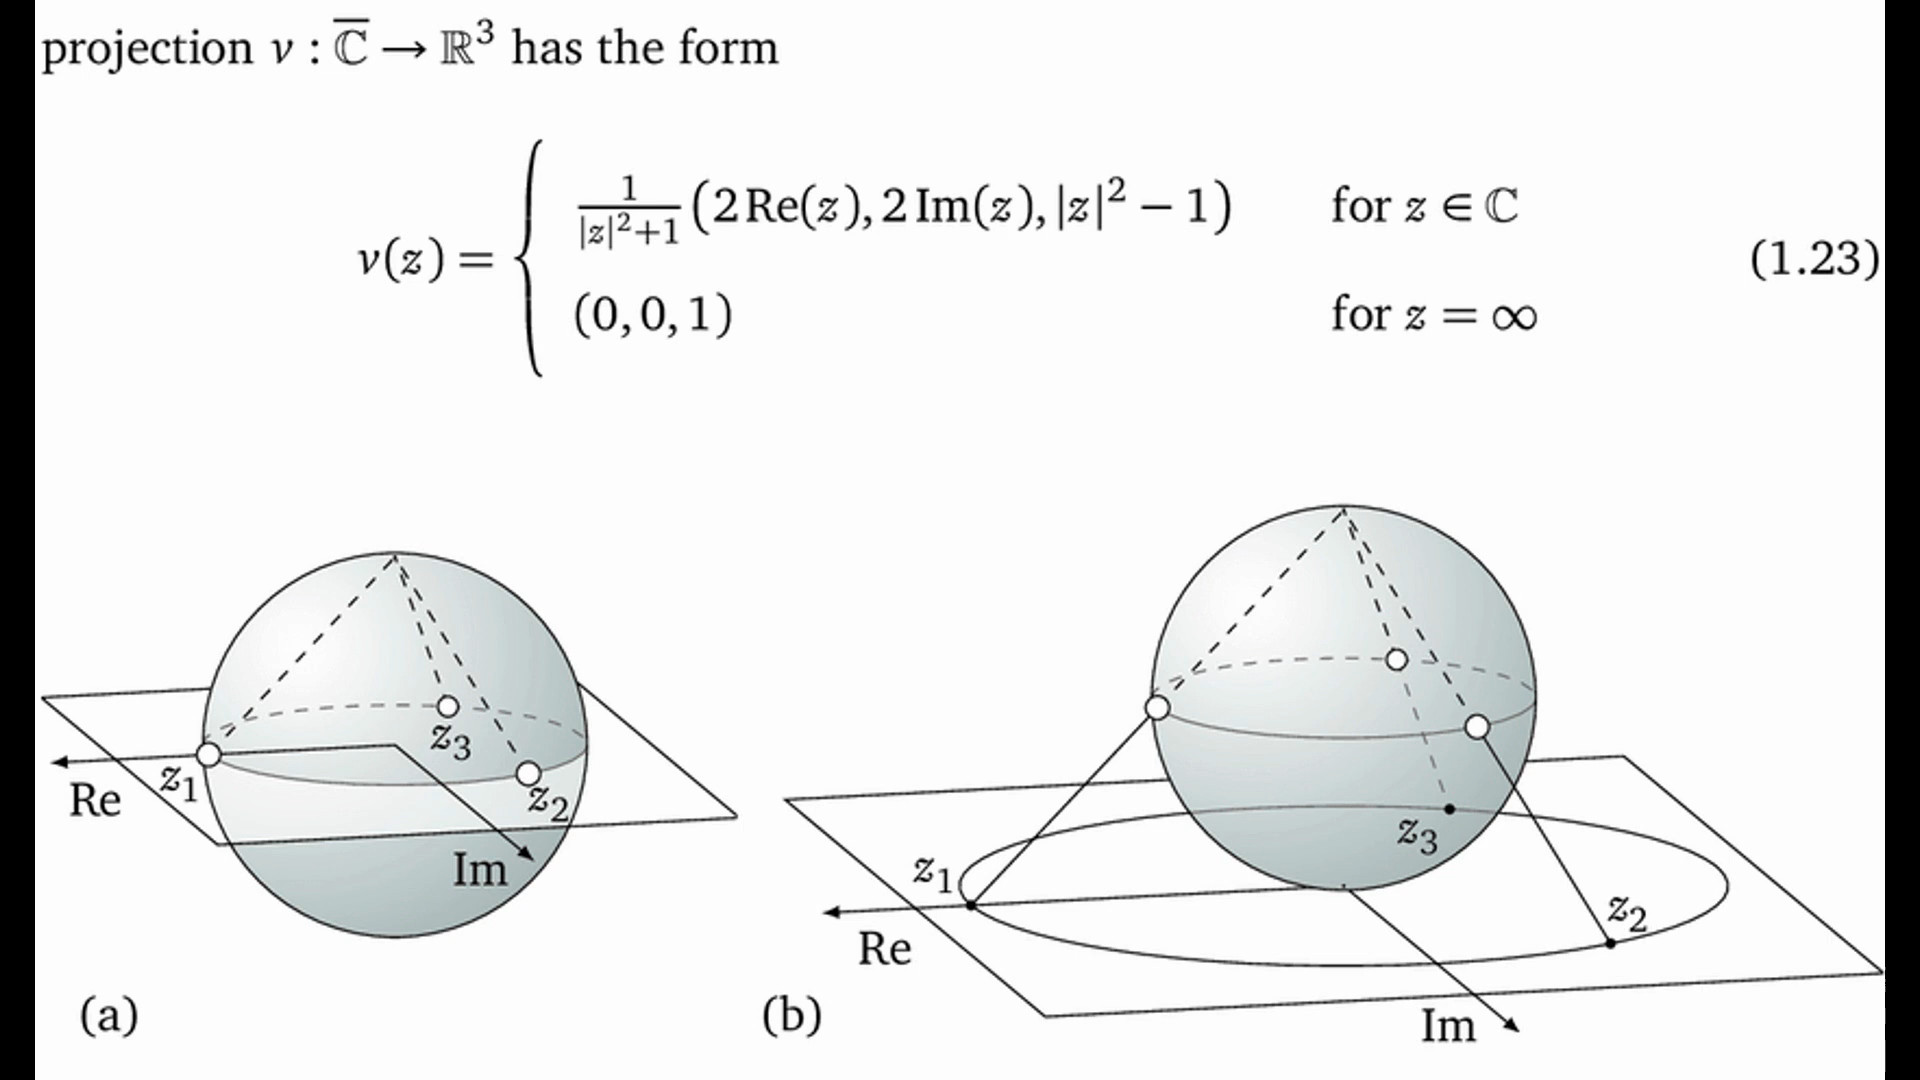 projection ν : ℂ̅ → ℝ³ has the form
ν(z) = { 1/(|z|²+1) (2 Re(z), 2 Im(z), |z|² − 1) for z ∈ ℂ
(0, 0, 1) for z = ∞
(1.23)
z₃
z₁
z₂
Re
Im
(a)
z₃
z₁
z₂
Re
Im
(b)